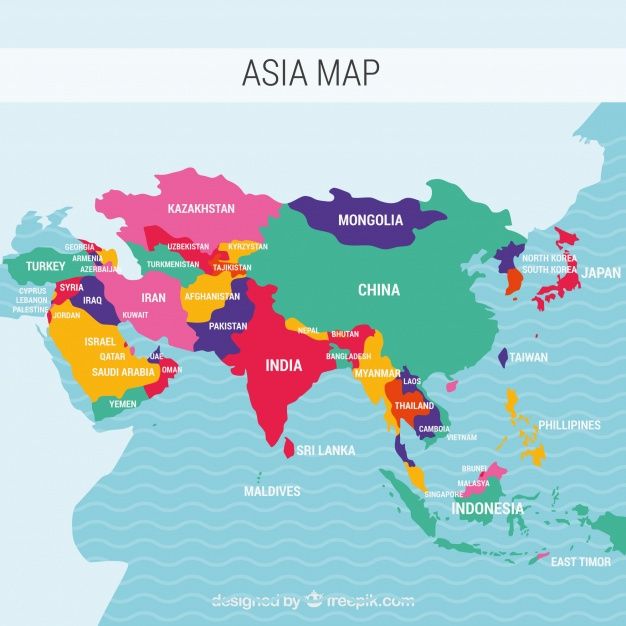 ASIA MAP
KAZAKHSTAN
MONGOLIA
GEORGIA
ARMENIA
AZERBAIJAN
UZBEKISTAN
KYRZYSTAN
TURKMENISTAN
TAJIKISTAN
TURKEY
NORTH KOREA
SOUTH KOREA
JAPAN
CYPRUS
LEBANON
PALESTINE
SYRIA
IRAQ
IRAN
AFGHANISTAN
CHINA
JORDAN
KUWAIT
PAKISTAN
NEPAL
BHUTAN
ISRAEL
QATAR
UAE
OMAN
SAUDI ARABIA
INDIA
BANGLADESH
MYANMAR
LAOS
TAIWAN
YEMEN
THAILAND
CAMBOIA
VIETNAM
PHILLIPINES
SRI LANKA
MALDIVES
BRUNEI
MALASYA
SINGAPORE
INDONESIA
EAST TIMOR
designed by freepik.com